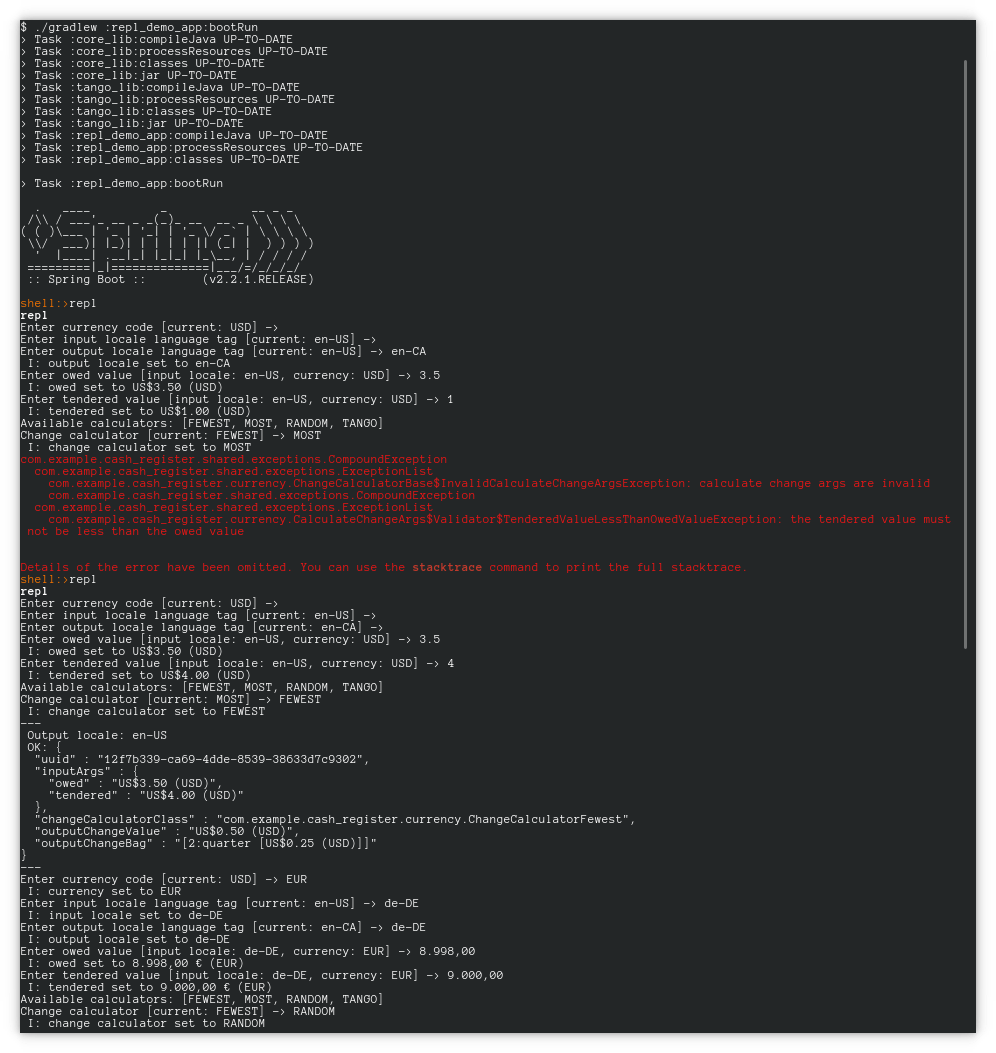 $ ./gradlew :repl_demo_app:bootRun
> Task :core_lib:compileJava UP-TO-DATE
> Task :core_lib:processResources UP-TO-DATE
> Task :core_lib:classes UP-TO-DATE
> Task :core_lib:jar UP-TO-DATE
> Task :tango_lib:compileJava UP-TO-DATE
> Task :tango_lib:processResources UP-TO-DATE
> Task :tango_lib:classes UP-TO-DATE
> Task :tango_lib:jar UP-TO-DATE
> Task :repl_demo_app:compileJava UP-TO-DATE
> Task :repl_demo_app:processResources UP-TO-DATE
> Task :repl_demo_app:classes UP-TO-DATE
> Task :repl_demo_app:bootRun
  .   ____          _            __ _ _
 /\\ / ___'_ __ _ _(_)_ __  __ _ \ \ \ \
( ( )\___ | '_ | '_| | '_ \/ _` | \ \ \ \
 \\/  ___)| |_)| | | | | || (_| |  ) ) ) )
  '  |____| .__|_| |_|_| |_\__, | / / / /
 =========|_|==============|___/=/_/_/_/
 :: Spring Boot ::        (v2.2.1.RELEASE)
shell:>repl
repl
Enter currency code [current: USD] ->
Enter input locale language tag [current: en-US] ->
Enter output locale language tag [current: en-US] -> en-CA
 I: output locale set to en-CA
Enter owed value [input locale: en-US, currency: USD] -> 3.5
 I: owed set to US$3.50 (USD)
Enter tendered value [input locale: en-US, currency: USD] -> 1
 I: tendered set to US$1.00 (USD)
Available calculators: [FEWEST, MOST, RANDOM, TANGO]
Change calculator [current: FEWEST] -> MOST
 I: change calculator set to MOST
com.example.cash_register.shared.exceptions.CompoundException
  com.example.cash_register.shared.exceptions.ExceptionList
    com.example.cash_register.currency.ChangeCalculatorBase$InvalidCalculateChangeArgsException: calculate change args are invalid
    com.example.cash_register.shared.exceptions.CompoundException
  com.example.cash_register.shared.exceptions.ExceptionList
    com.example.cash_register.currency.CalculateChangeArgs$Validator$TenderedValueLessThanOwedValueException: the tendered value must
 not be less than the owed value
Details of the error have been omitted. You can use the stacktrace command to print the full stacktrace.
shell:>repl
repl
Enter currency code [current: USD] ->
Enter input locale language tag [current: en-US] ->
Enter output locale language tag [current: en-CA] ->
Enter owed value [input locale: en-US, currency: USD] -> 3.5
 I: owed set to US$3.50 (USD)
Enter tendered value [input locale: en-US, currency: USD] -> 4
 I: tendered set to US$4.00 (USD)
Available calculators: [FEWEST, MOST, RANDOM, TANGO]
Change calculator [current: MOST] -> FEWEST
 I: change calculator set to FEWEST
---
 Output locale: en-US
 OK: {
  "uuid" : "12f7b339-ca69-4dde-8539-38633d7c9302",
  "inputArgs" : {
    "owed" : "US$3.50 (USD)",
    "tendered" : "US$4.00 (USD)"
  },
  "changeCalculatorClass" : "com.example.cash_register.currency.ChangeCalculatorFewest",
  "outputChangeValue" : "US$0.50 (USD)",
  "outputChangeBag" : "[2:quarter [US$0.25 (USD)]]"
}
---
Enter currency code [current: USD] -> EUR
 I: currency set to EUR
Enter input locale language tag [current: en-US] -> de-DE
 I: input locale set to de-DE
Enter output locale language tag [current: en-CA] -> de-DE
 I: output locale set to de-DE
Enter owed value [input locale: de-DE, currency: EUR] -> 8.998,00
 I: owed set to 8.998,00 € (EUR)
Enter tendered value [input locale: de-DE, currency: EUR] -> 9.000,00
 I: tendered set to 9.000,00 € (EUR)
Available calculators: [FEWEST, MOST, RANDOM, TANGO]
Change calculator [current: FEWEST] -> RANDOM
 I: change calculator set to RANDOM